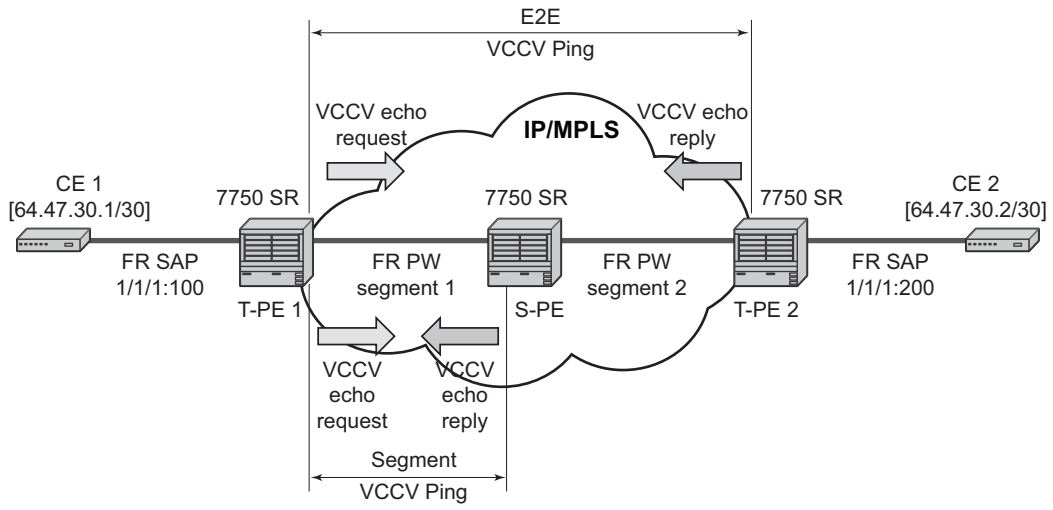 E2E
VCCV Ping
VCCV echo
request
IP/MPLS
VCCV echo
reply
CE 1
[64.47.30.1/30]
7750 SR
7750 SR
7750 SR
CE 2
[64.47.30.2/30]
FR SAP
1/1/1:100
T-PE 1
FR PW
segment 1
S-PE
FR PW
segment 2
T-PE 2
FR SAP
1/1/1:200
VCCV
echo
request
VCCV
echo
reply
Segment
VCCV Ping